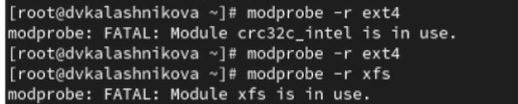 [root@dvkalashnikova ~]# modprobe -r ext4
modprobe: FATAL: Module crc32c_intel is in use.
[root@dvkalashnikova ~]# modprobe -r ext4
[root@dvkalashnikova ~]# modprobe -r xfs
modprobe: FATAL: Module xfs is in use.